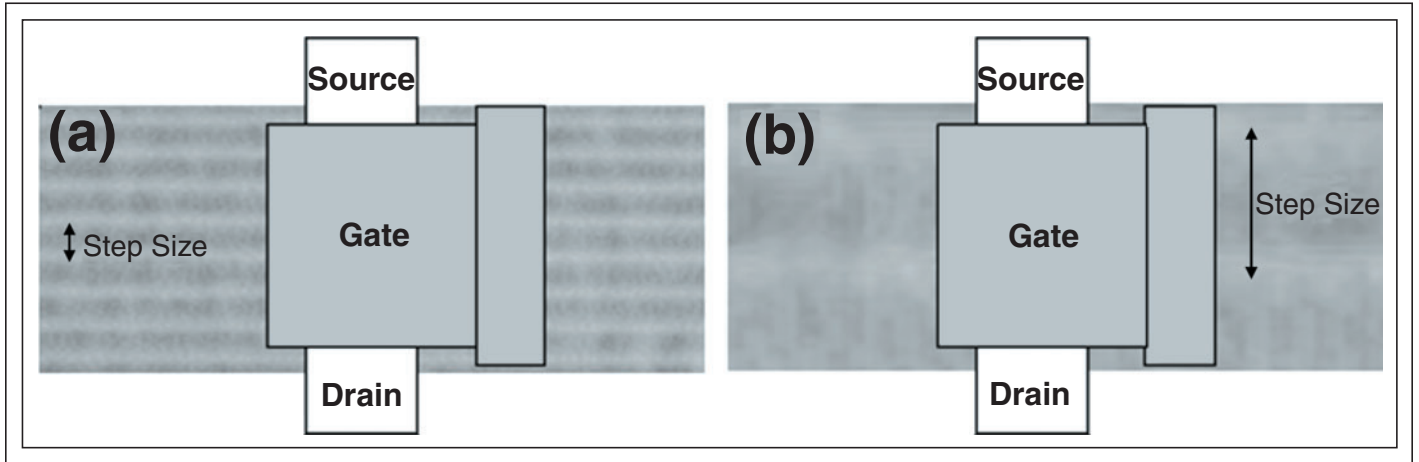 (a)
Source
Gate
Step Size
Drain
(b)
Source
Gate
Step Size
Drain